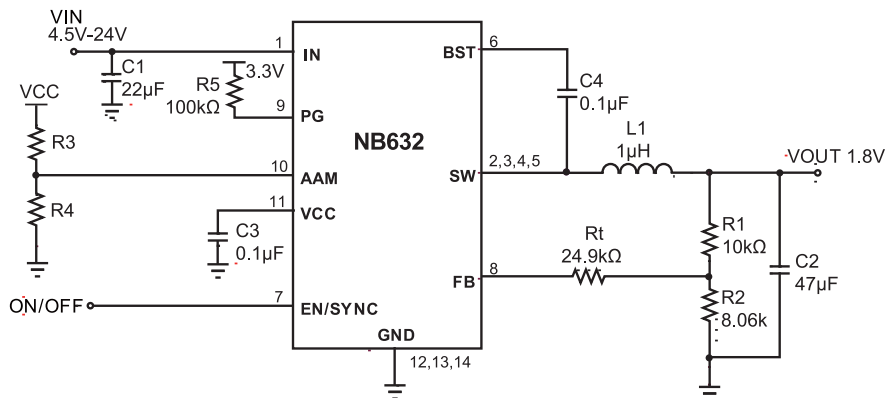 VIN
4.5V-24V
1
IN
C1
22µF
R5
100kΩ
3.3V
9
PG
VCC
R3
10
AAM
R4
11
VCC
C3
0.1µF
ON/OFF
7
EN/SYNC
GND
12,13,14
NB632
BST
6
C4
0.1µF
SW
2,3,4,5
L1
1µH
VOUT 1.8V
R1
10kΩ
C2
47µF
Rt
24.9kΩ
FB
8
R2
8.06k